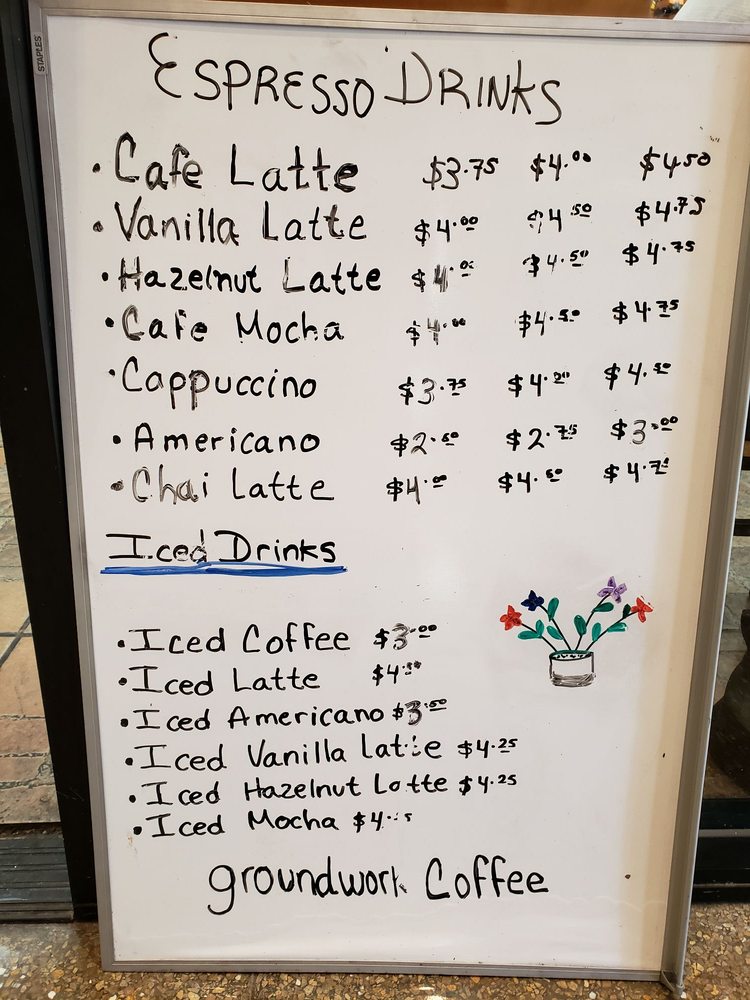 STAPLES
ESPRESSO DRINKS
• Cafe Latte $3.75 $4.00 $4.50
• Vanilla Latte $4.00 $4.50 $4.75
• Hazelnut Latte $4.00 $4.50 $4.75
• Cafe Mocha $4.00 $4.50 $4.75
• Cappuccino $3.75 $4.20 $4.50
• Americano $2.50 $2.75 $3.00
• Chai Latte $4.00 $4.50 $4.75
Iced Drinks
• Iced Coffee $3.00
• Iced Latte
• Iced Americano $3.50
• Iced Vanilla Latte $4.25
• Iced Hazelnut Latte $4.25
• Iced Mocha
groundwork Coffee